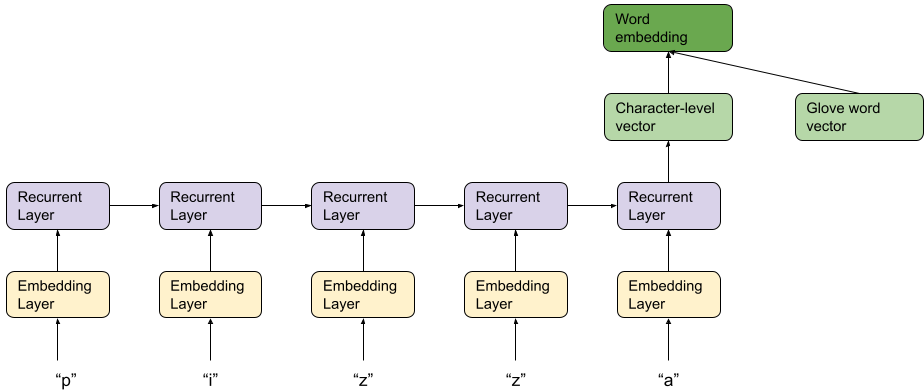 Word
embedding
Character-level
vector
Glove word
vector
Recurrent
Layer
Recurrent
Layer
Recurrent
Layer
Recurrent
Layer
Recurrent
Layer
Embedding
Layer
Embedding
Layer
Embedding
Layer
Embedding
Layer
Embedding
Layer
“p”
“i”
“z”
“z”
“a”